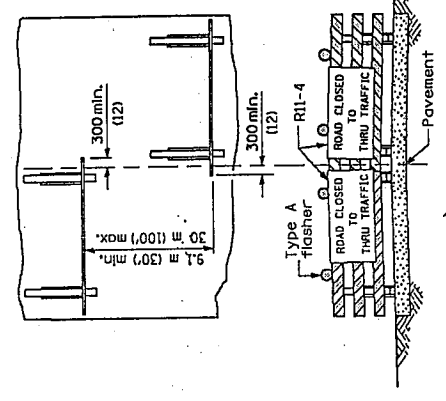 300 min.
(12)
300 min.
(12)
9.1 m (30') min.
30 m (100') max.
R11-4
Type A
flasher
ROAD CLOSED
TO
THRU TRAFFIC
ROAD CLOSED
TO
THRU TRAFFIC
Pavement